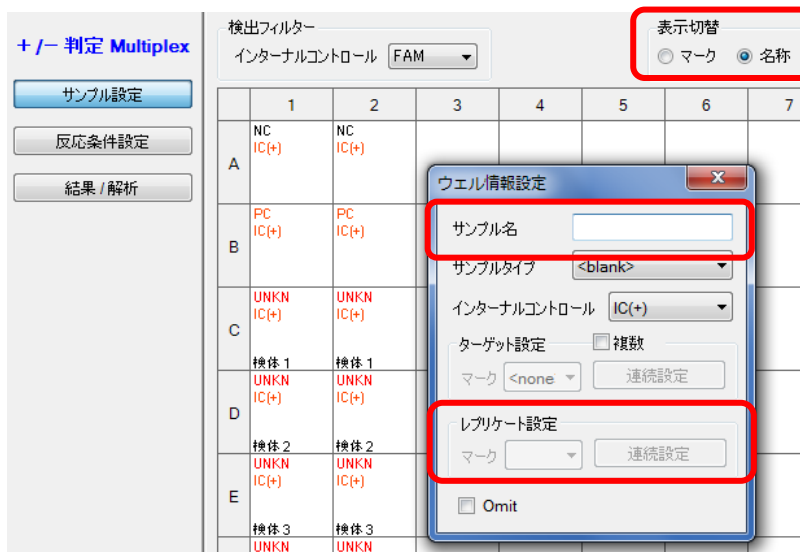 +/- 判定 Multiplex
サンプル設定
反応条件設定
結果 / 解析
検出フィルター
インターナルコントロール FAM
表示切替
マーク 名称
1 2 3 4 5 6 7
A
NC NC
IC(+) IC(+)
B
PC PC
IC(+) IC(+)
C
UNKN UNKN
IC(+) IC(+)
検体 1 検体 1
D
UNKN UNKN
IC(+) IC(+)
検体 2 検体 2
E
UNKN UNKN
IC(+) IC(+)
検体 3 検体 3
UNKN UNKN
ウェル情報設定
サンプル名
サンプルタイプ <blank>
インターナルコントロール IC(+)
ターゲット設定 複数
マーク <none 連続設定
レプリケート設定
マーク 連続設定
Omit